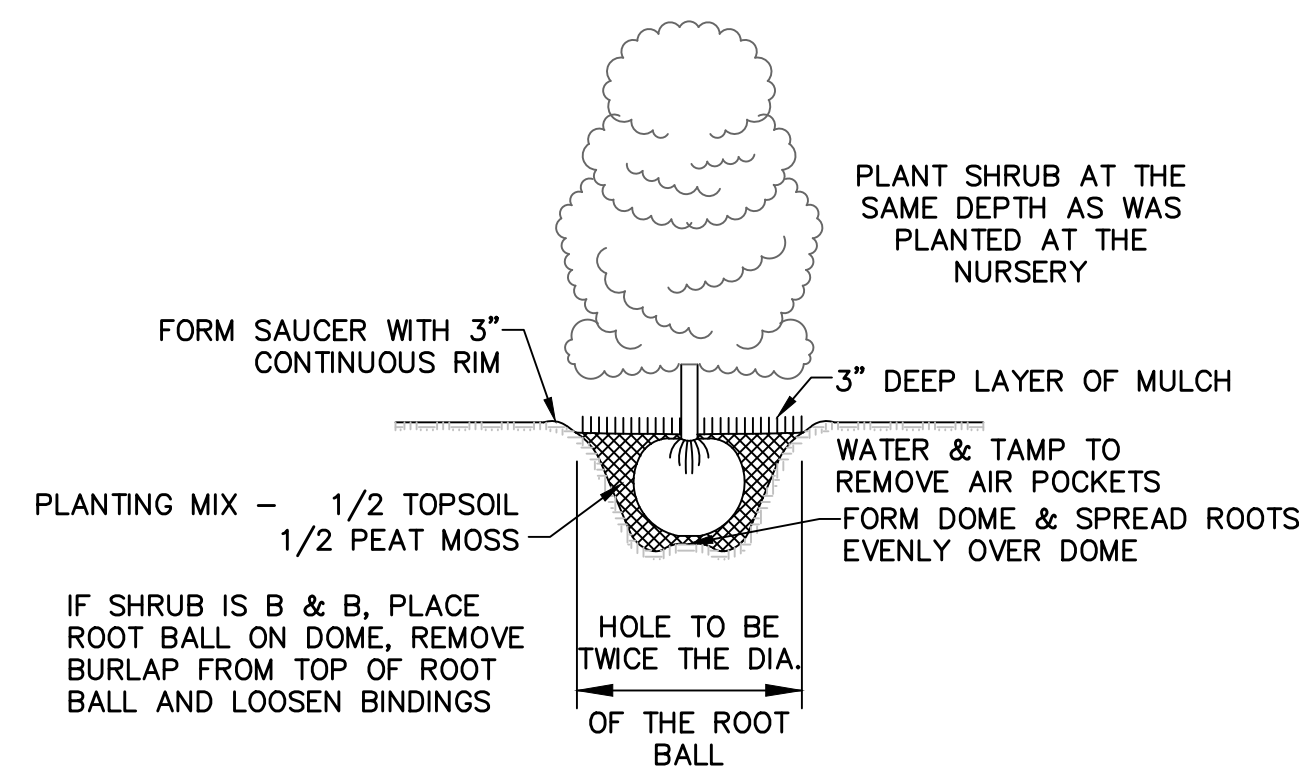 PLANT SHRUB AT THE
SAME DEPTH AS WAS
PLANTED AT THE
NURSERY
FORM SAUCER WITH 3"
CONTINUOUS RIM
3" DEEP LAYER OF MULCH
WATER & TAMP TO
REMOVE AIR POCKETS
PLANTING MIX – 1/2 TOPSOIL
1/2 PEAT MOSS
FORM DOME & SPREAD ROOTS
EVENLY OVER DOME
IF SHRUB IS B & B, PLACE
ROOT BALL ON DOME, REMOVE
BURLAP FROM TOP OF ROOT
BALL AND LOOSEN BINDINGS
HOLE TO BE
TWICE THE DIA.
OF THE ROOT
BALL